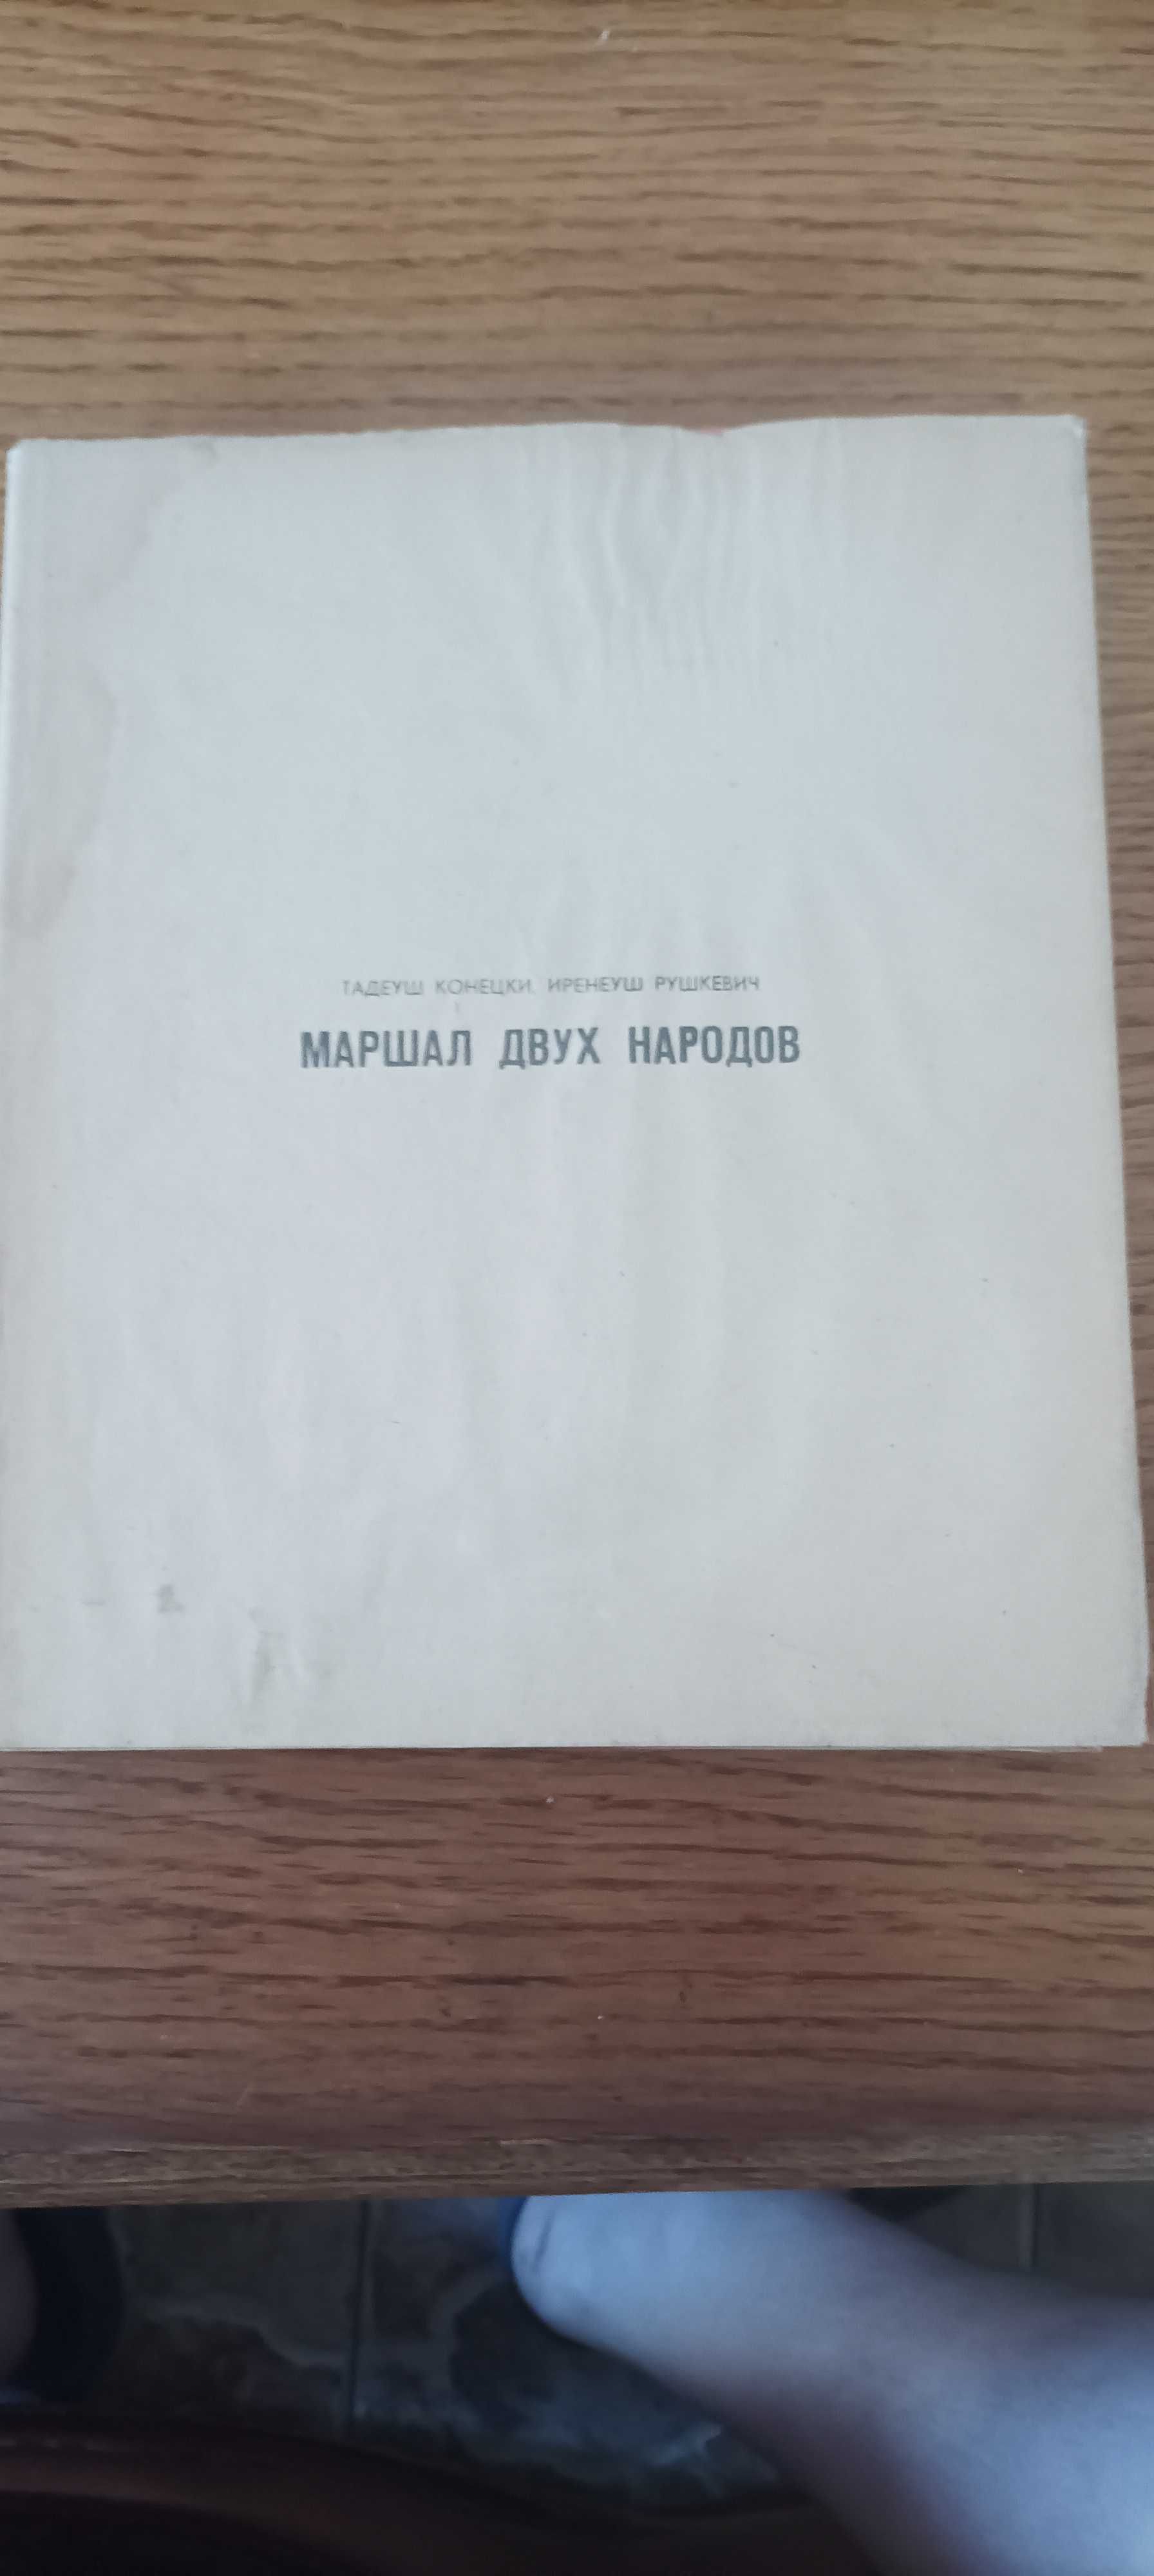 ТАДЕУШ КОНЕЦКИ, ИРЕНЕУШ РУШКЕВИЧ
МАРШАЛ ДВУХ НАРОДОВ